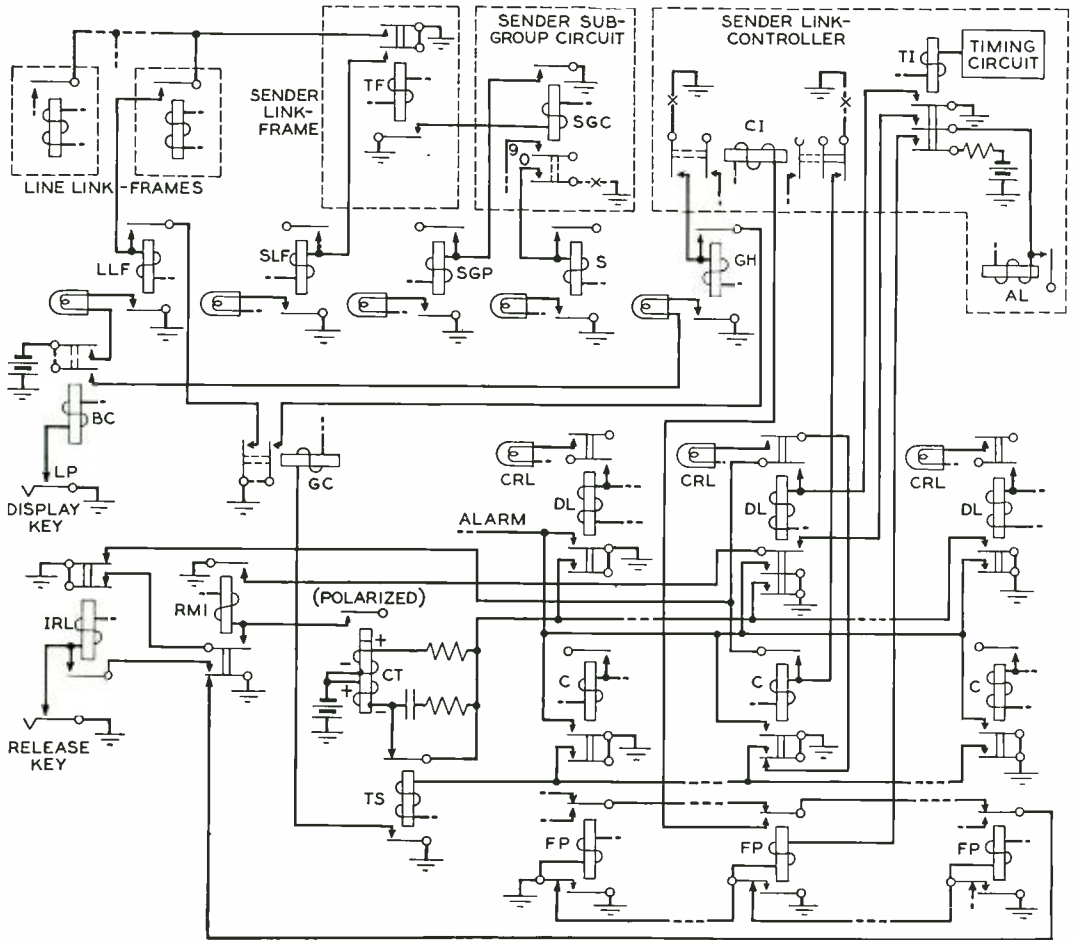 SENDER SUB-
GROUP CIRCUIT
SENDER LINK-
CONTROLLER
TIMING
CIRCUIT
TI
SENDER
LINK-
FRAME
TF
SGC
90
CI
LINE LINK-FRAMES
LLF
SLF
SGP
S
GH
AL
BC
LP
DISPLAY
KEY
GC
CRL
CRL
CRL
DL
DL
DL
ALARM
IRL
RMI
(POLARIZED)
+
-
+
-
CT
C
C
C
RELEASE
KEY
TS
FP
FP
FP